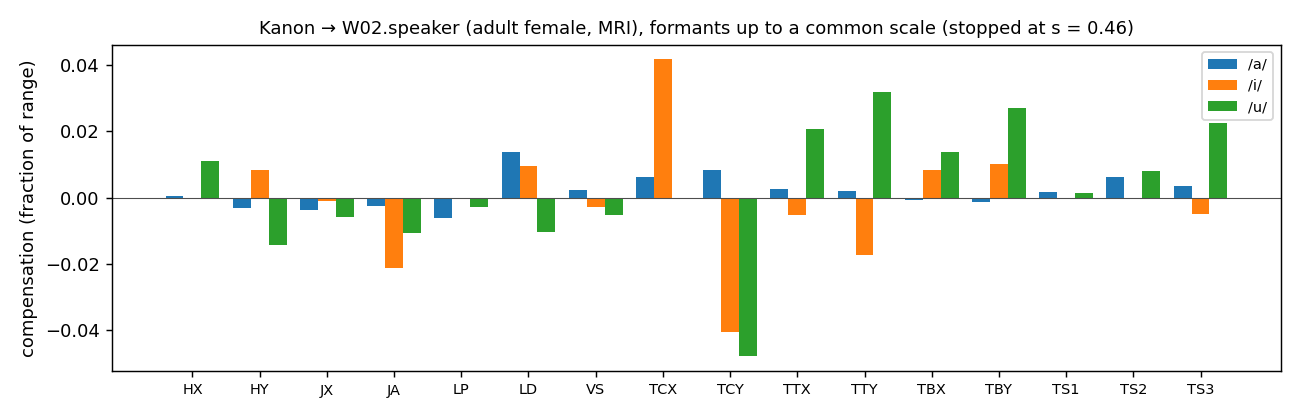 Kanon → W02.speaker (adult female, MRI), formants up to a common scale (stopped at s = 0.46)
compensation (fraction of range)
0.04
0.02
0.00
−0.02
−0.04
/a/
/i/
/u/
HX HY JX JA LP LD VS TCX TCY TTX TTY TBX TBY TS1 TS2 TS3